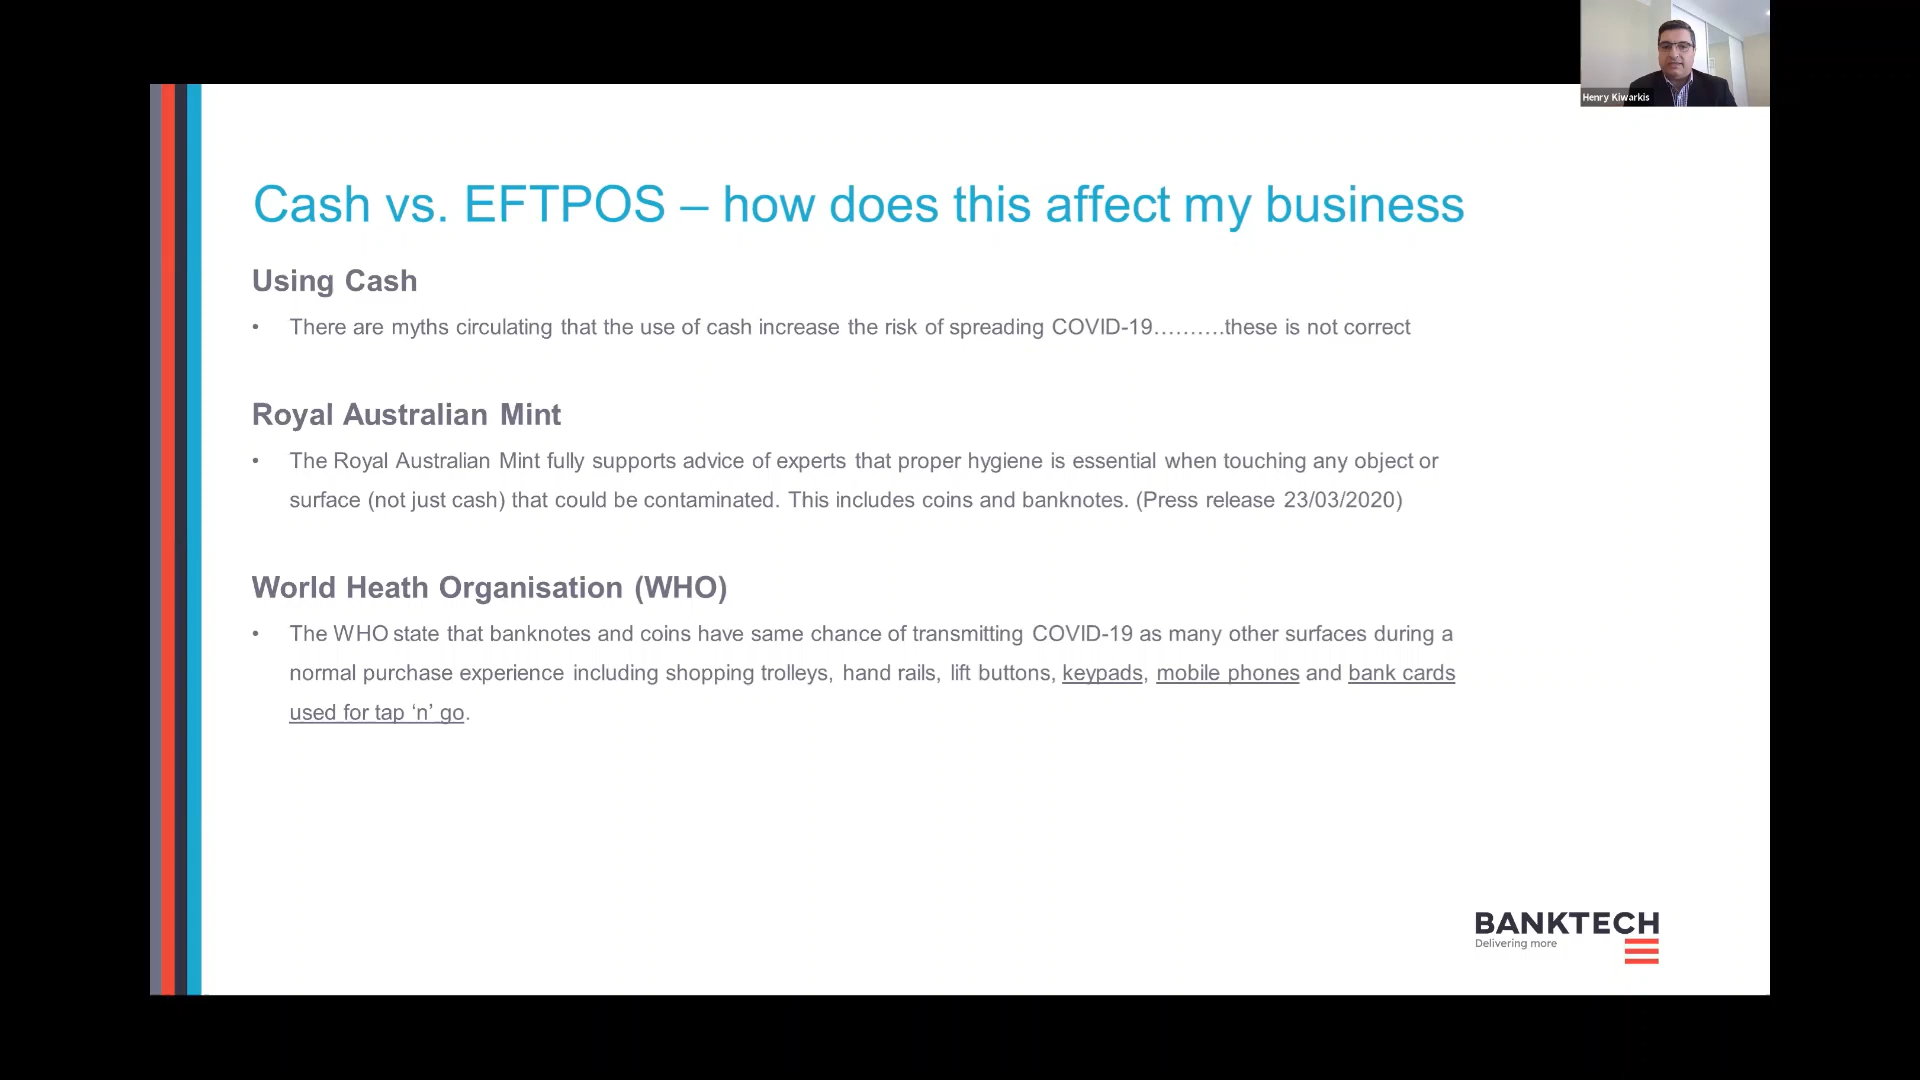 Henry Kiwarkis
Cash vs. EFTPOS – how does this affect my business
Using Cash
• There are myths circulating that the use of cash increase the risk of spreading COVID-19……….these is not correct
Royal Australian Mint
• The Royal Australian Mint fully supports advice of experts that proper hygiene is essential when touching any object or
surface (not just cash) that could be contaminated. This includes coins and banknotes. (Press release 23/03/2020)
World Heath Organisation (WHO)
• The WHO state that banknotes and coins have same chance of transmitting COVID-19 as many other surfaces during a
normal purchase experience including shopping trolleys, hand rails, lift buttons, keypads, mobile phones and bank cards
used for tap ‘n’ go.
BANKTECH
Delivering more